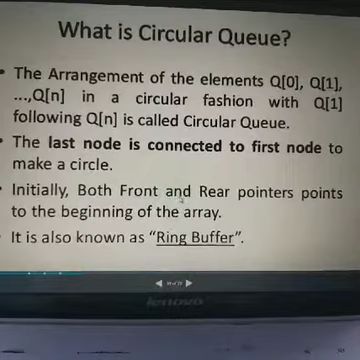 What is Circular Queue?
• The Arrangement of the elements Q[0], Q[1],
...,Q[n] in a circular fashion with Q[1]
following Q[n] is called Circular Queue.
• The last node is connected to first node to
make a circle.
• Initially, Both Front and Rear pointers points
to the beginning of the array.
• It is also known as “Ring Buffer”.
lenovo